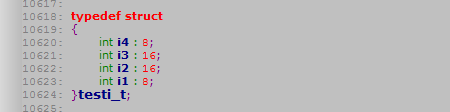 10617:
10618: typedef struct
10619: {
10620: int i4 : 8;
10621: int i3 : 16;
10622: int i2 : 16;
10623: int i1 : 8;
10624: }testi_t;
10625: